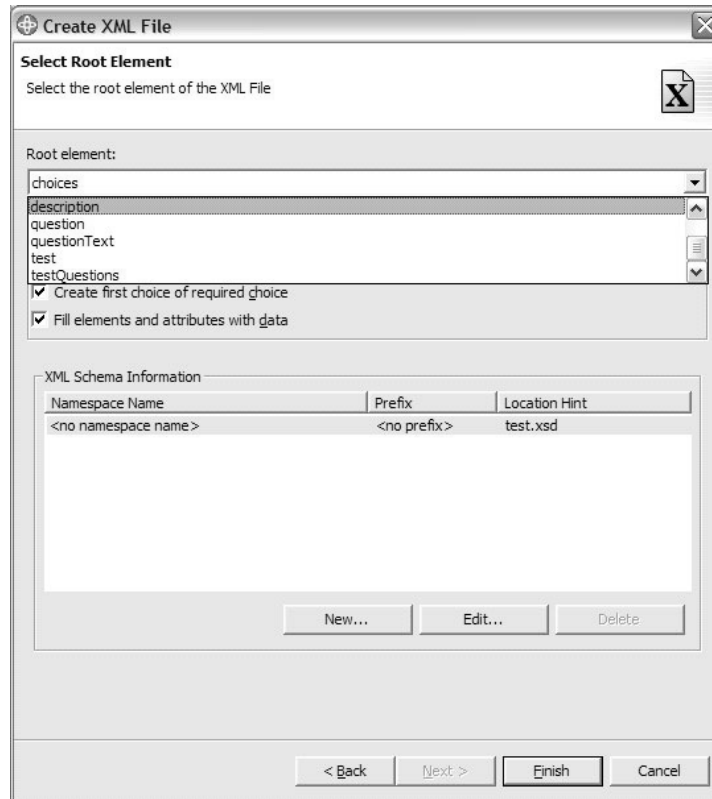 Create XML File
Select Root Element
Select the root element of the XML File
X
Root element:
choices
description
question
questionText
test
testQuestions
Create first choice of required choice
Fill elements and attributes with data
XML Schema Information
Namespace Name Prefix Location Hint
<no namespace name> <no prefix> test.xsd
New... Edit... Delete
< Back Next > Finish Cancel